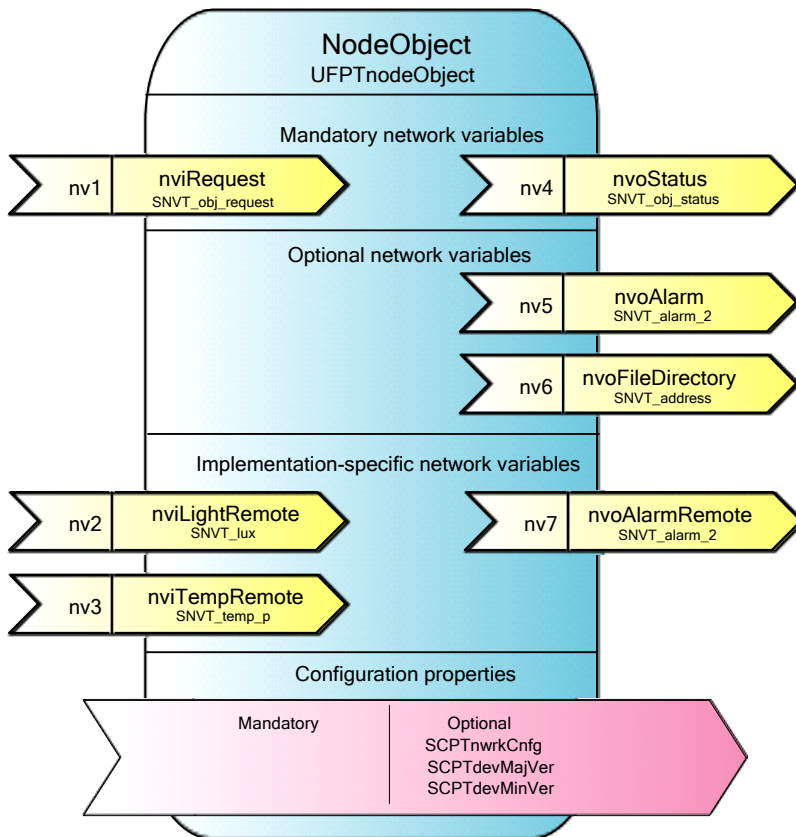 NodeObject
UFPTnodeObject
Mandatory network variables
nv1
nviRequest
SNVT_obj_request
nv4
nvoStatus
SNVT_obj_status
Optional network variables
nv5
nvoAlarm
SNVT_alarm_2
nv6
nvoFileDirectory
SNVT_address
Implementation-specific network variables
nv2
nviLightRemote
SNVT_lux
nv7
nvoAlarmRemote
SNVT_alarm_2
nv3
nviTempRemote
SNVT_temp_p
Configuration properties
Mandatory
Optional
SCPTnwrkCnfg
SCPTdevMajVer
SCPTdevMinVer